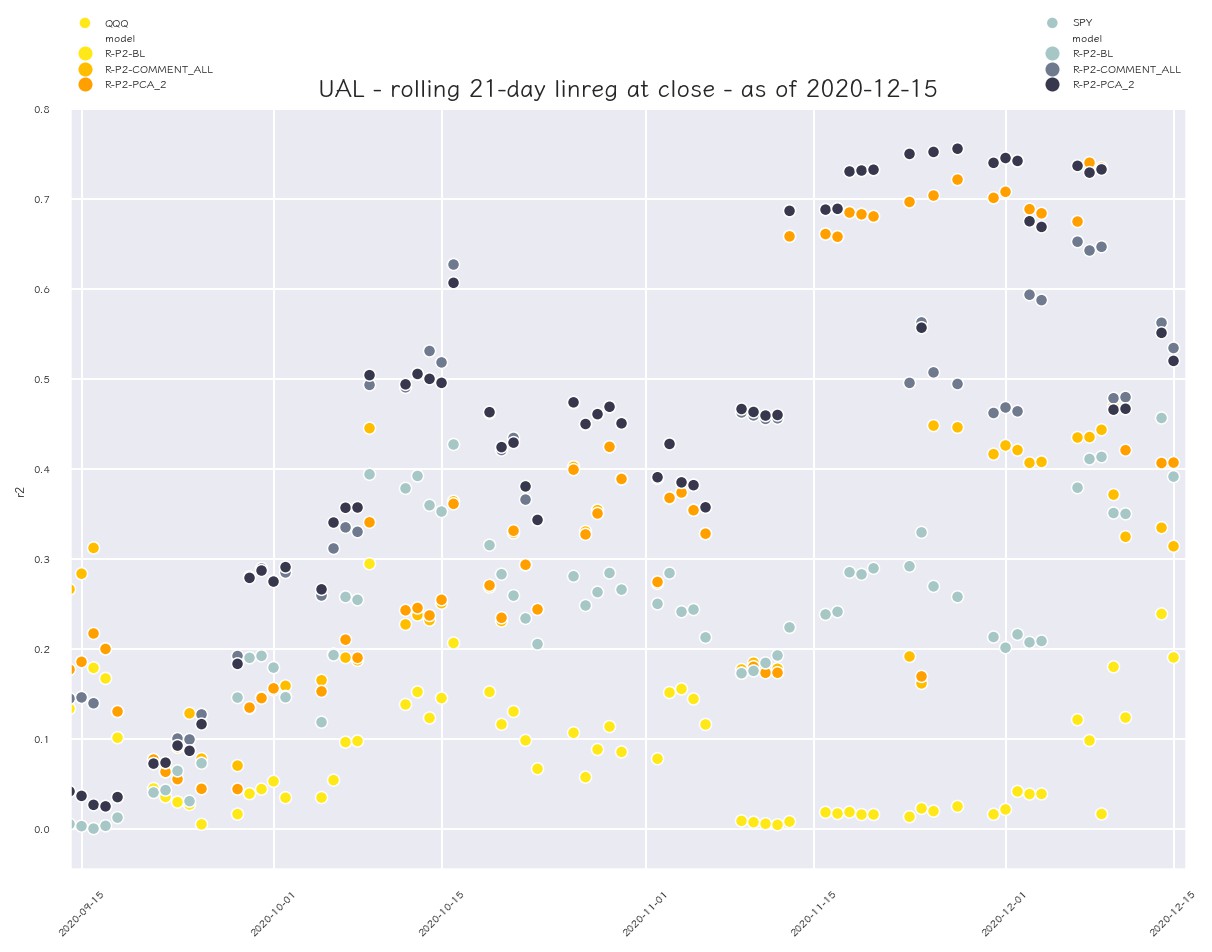 QQQ
model
R-P2-BL
R-P2-COMMENT_ALL
R-P2-PCA_2
SPY
model
R-P2-BL
R-P2-COMMENT_ALL
R-P2-PCA_2
UAL - rolling 21-day linreg at close - as of 2020-12-15
0.8
0.7
0.6
0.5
0.4
0.3
0.2
0.1
0.0
r2
2020-09-15
2020-10-01
2020-10-15
2020-11-01
2020-11-15
2020-12-01
2020-12-15